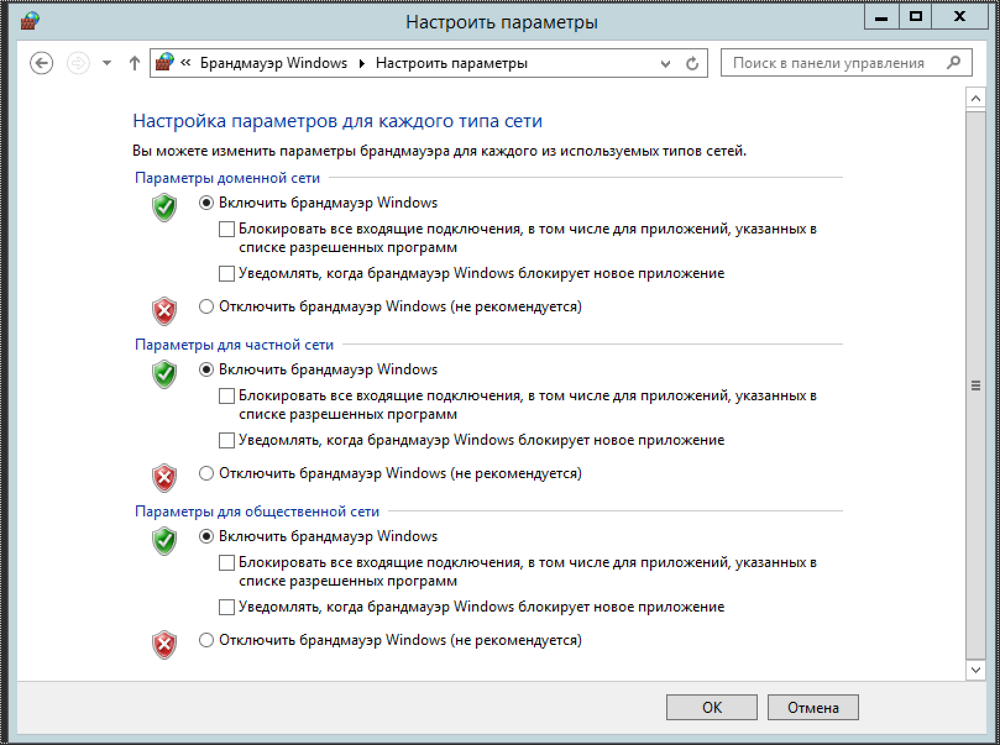 Настроить параметры
« Брандмауэр Windows ▸ Настроить параметры
Поиск в панели управления
Настройка параметров для каждого типа сети
Вы можете изменить параметры брандмауэра для каждого из используемых типов сетей.
Параметры доменной сети
Включить брандмауэр Windows
Блокировать все входящие подключения, в том числе для приложений, указанных в
списке разрешенных программ
Уведомлять, когда брандмауэр Windows блокирует новое приложение
Отключить брандмауэр Windows (не рекомендуется)
Параметры для частной сети
Включить брандмауэр Windows
Блокировать все входящие подключения, в том числе для приложений, указанных в
списке разрешенных программ
Уведомлять, когда брандмауэр Windows блокирует новое приложение
Отключить брандмауэр Windows (не рекомендуется)
Параметры для общественной сети
Включить брандмауэр Windows
Блокировать все входящие подключения, в том числе для приложений, указанных в
списке разрешенных программ
Уведомлять, когда брандмауэр Windows блокирует новое приложение
Отключить брандмауэр Windows (не рекомендуется)
ОК
Отмена